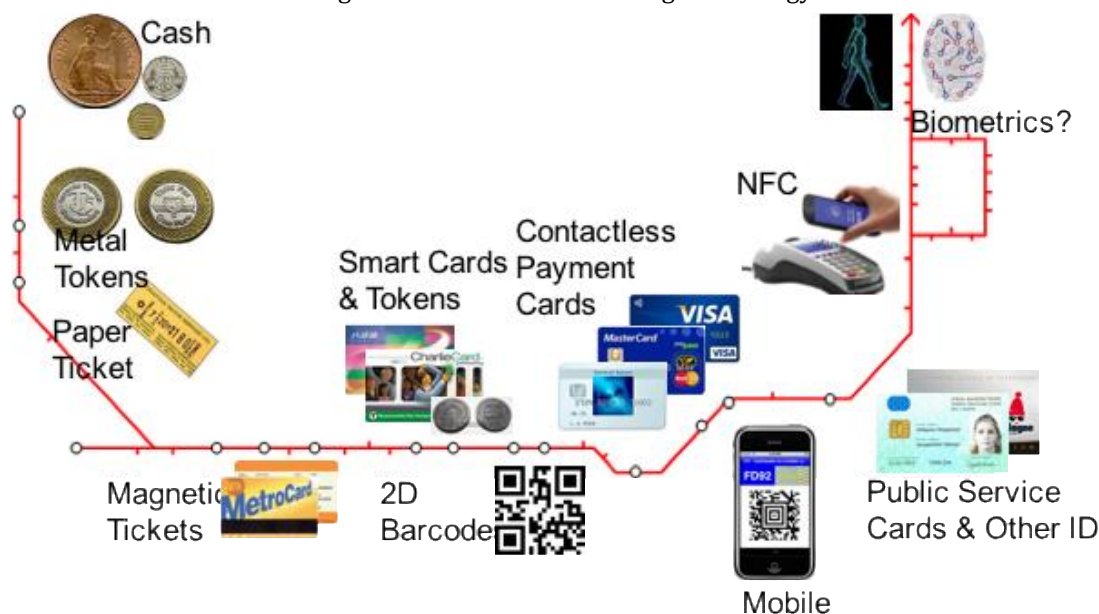 Cash
Metal
Tokens
Paper
Ticket
Magnetic
Tickets
MetroCard
Smart Cards
& Tokens
CharlieCard
2D
Barcode
Contactless
Payment
Cards
VISA
MasterCard
VISA
NFC
Biometrics?
FD92
Mobile
Public Service
Cards & Other ID